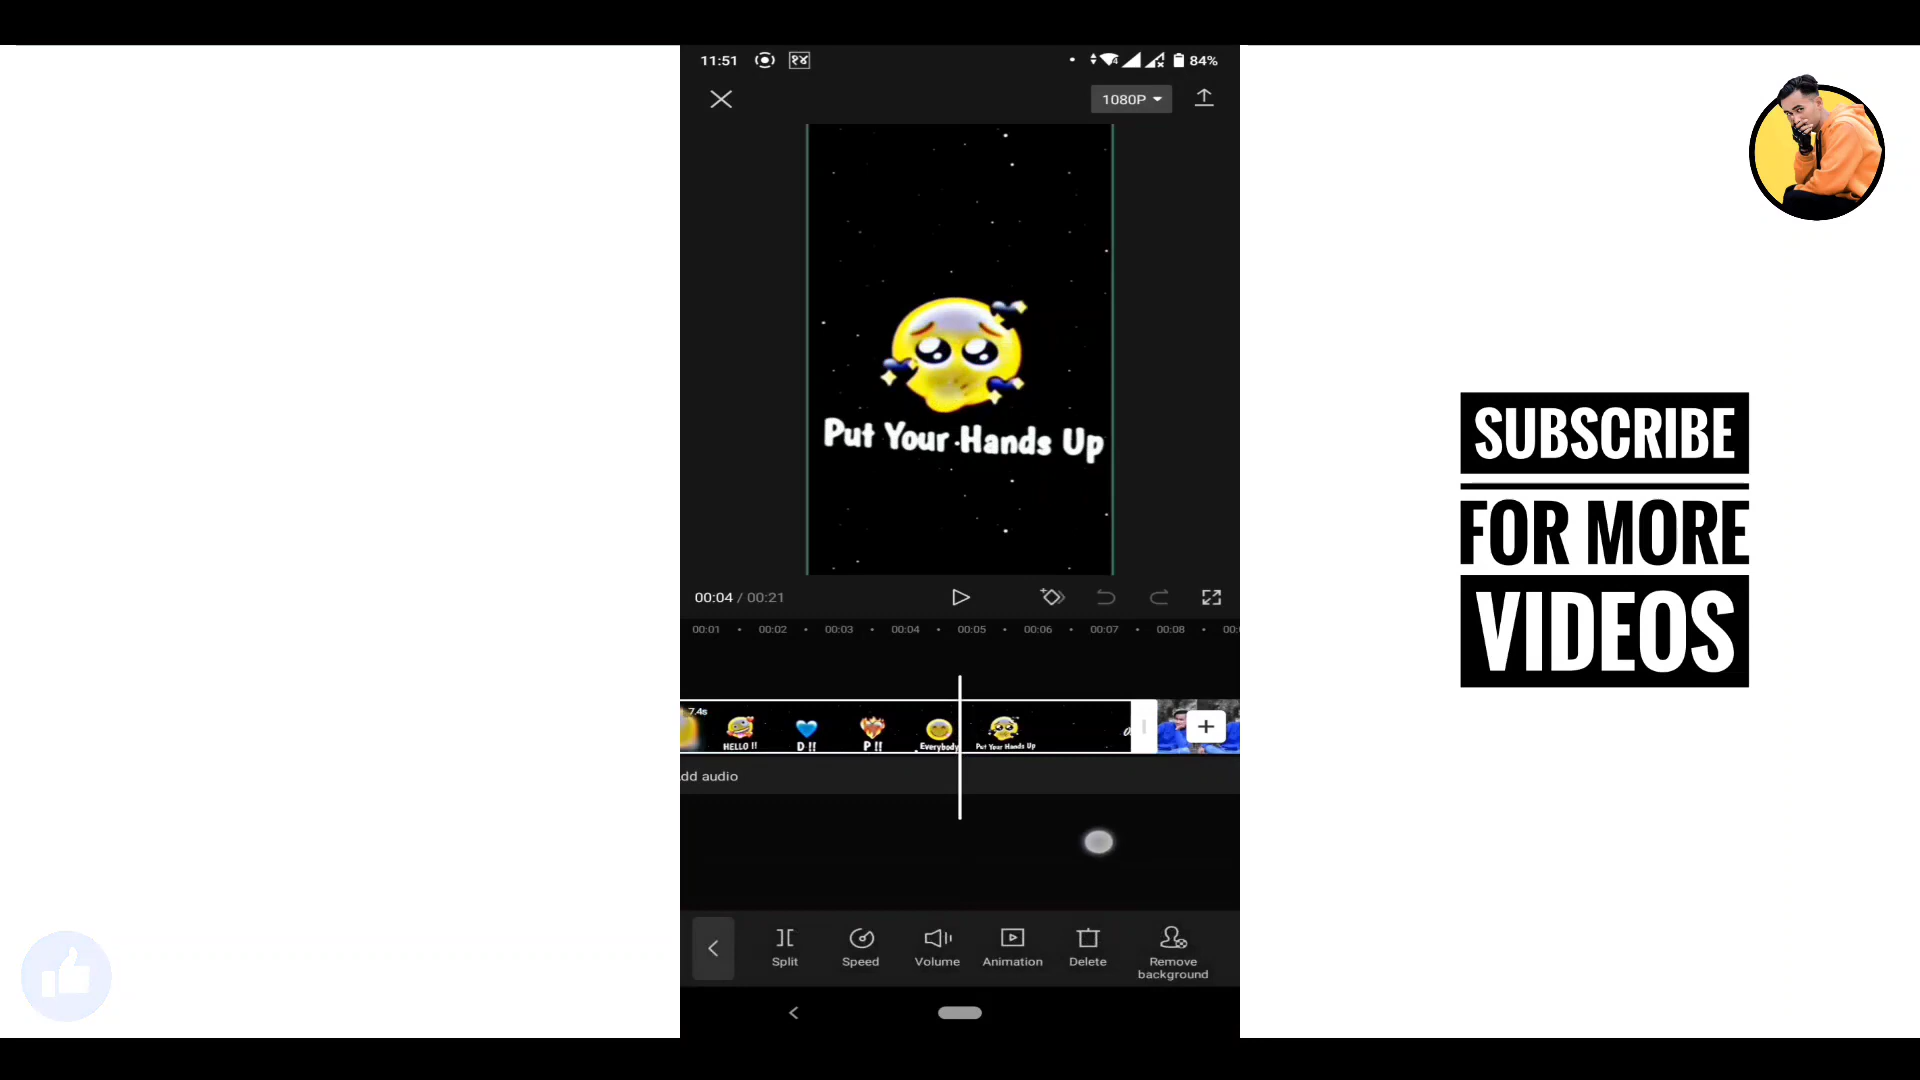 11:51 १४ 84%
1080P
Put Your Hands Up
00:04 / 00:21
00:01 00:02 00:03 00:04 00:05 00:06 00:07 00:08
7.4s
HELLO !! D !! P !! Everybody Put Your Hands Up
dd audio
Split Speed Volume Animation Delete Remove background
SUBSCRIBE
FOR MORE
VIDEOS